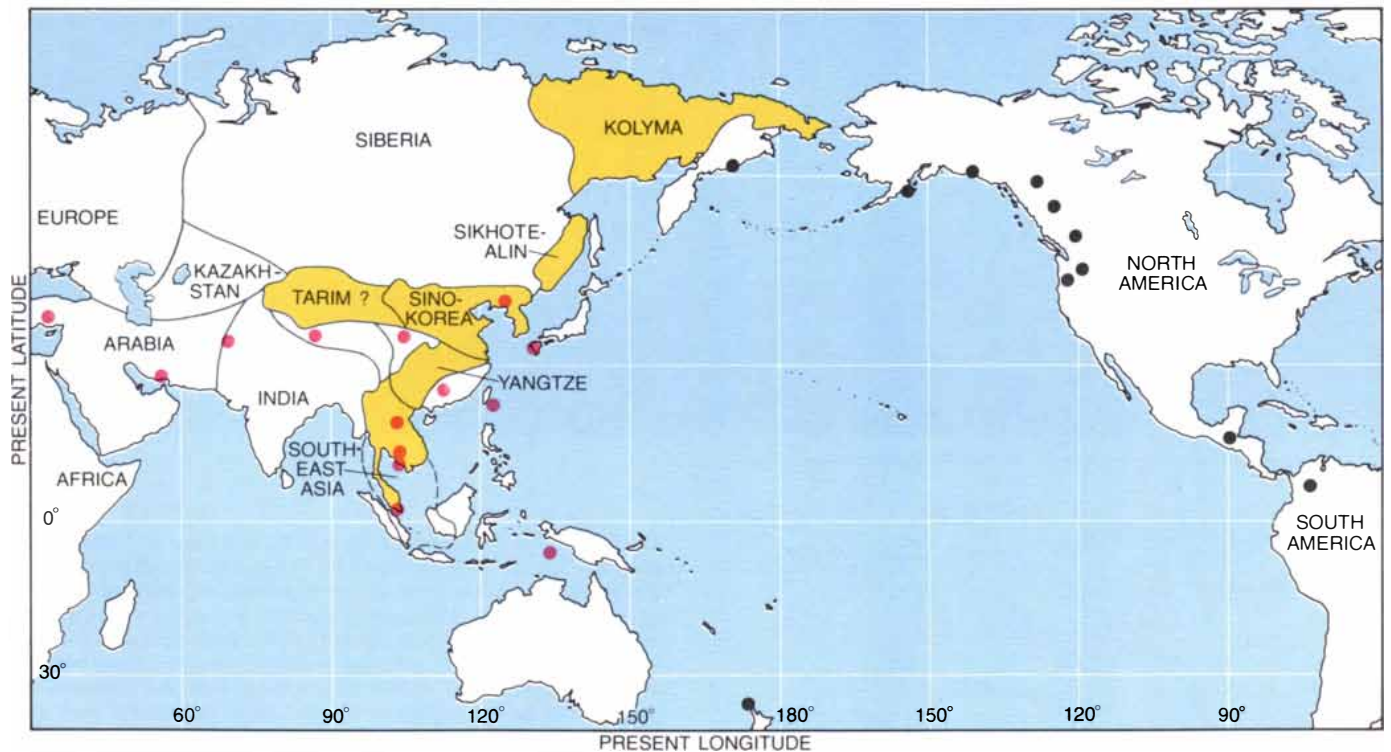 KOLYMA
SIBERIA
EUROPE
SIKHOTE-
ALIN
NORTH
AMERICA
KAZAKH-
STAN
TARIM ?
SINO-
KOREA
ARABIA
YANGTZE
INDIA
SOUTH-
EAST
ASIA
AFRICA
SOUTH
AMERICA
PRESENT LATITUDE
0°
30°
60°
90°
120°
150°
180°
150°
120°
90°
PRESENT LONGITUDE